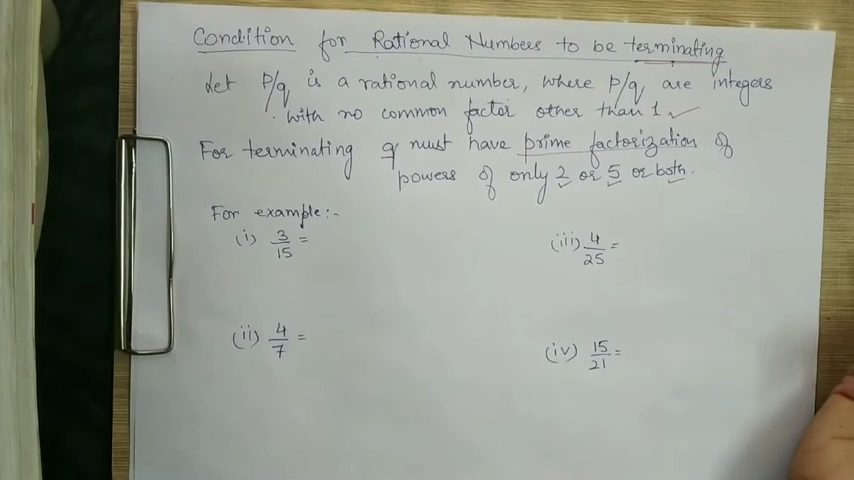 Condition for Rational Numbers to be terminating
Let P/q is a rational number, where P/q are integers
with no common factor other than 1 ✓
For terminating q must have prime factorization of
powers of only 2 or 5 or both.
For example:-
(i) 3/15 =
(iii) 4/25 =
(ii) 4/7 =
(iv) 15/21 =